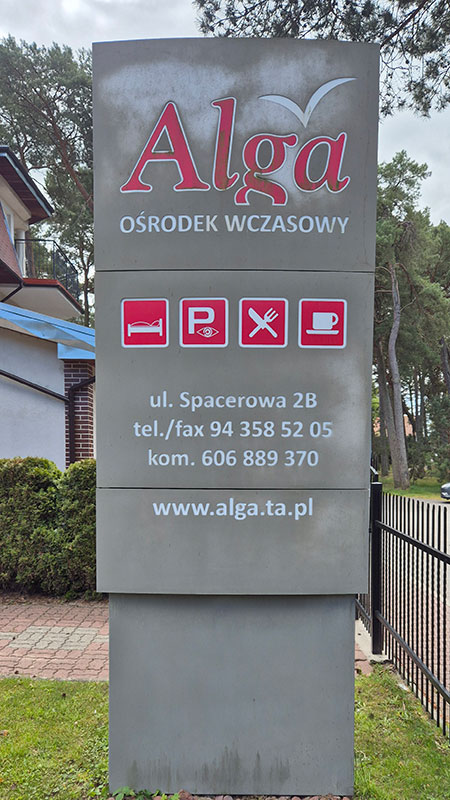 Alga
OŚRODEK WCZASOWY
P
ul. Spacerowa 2B
tel./fax 94 358 52 05
kom. 606 889 370
www.alga.ta.pl